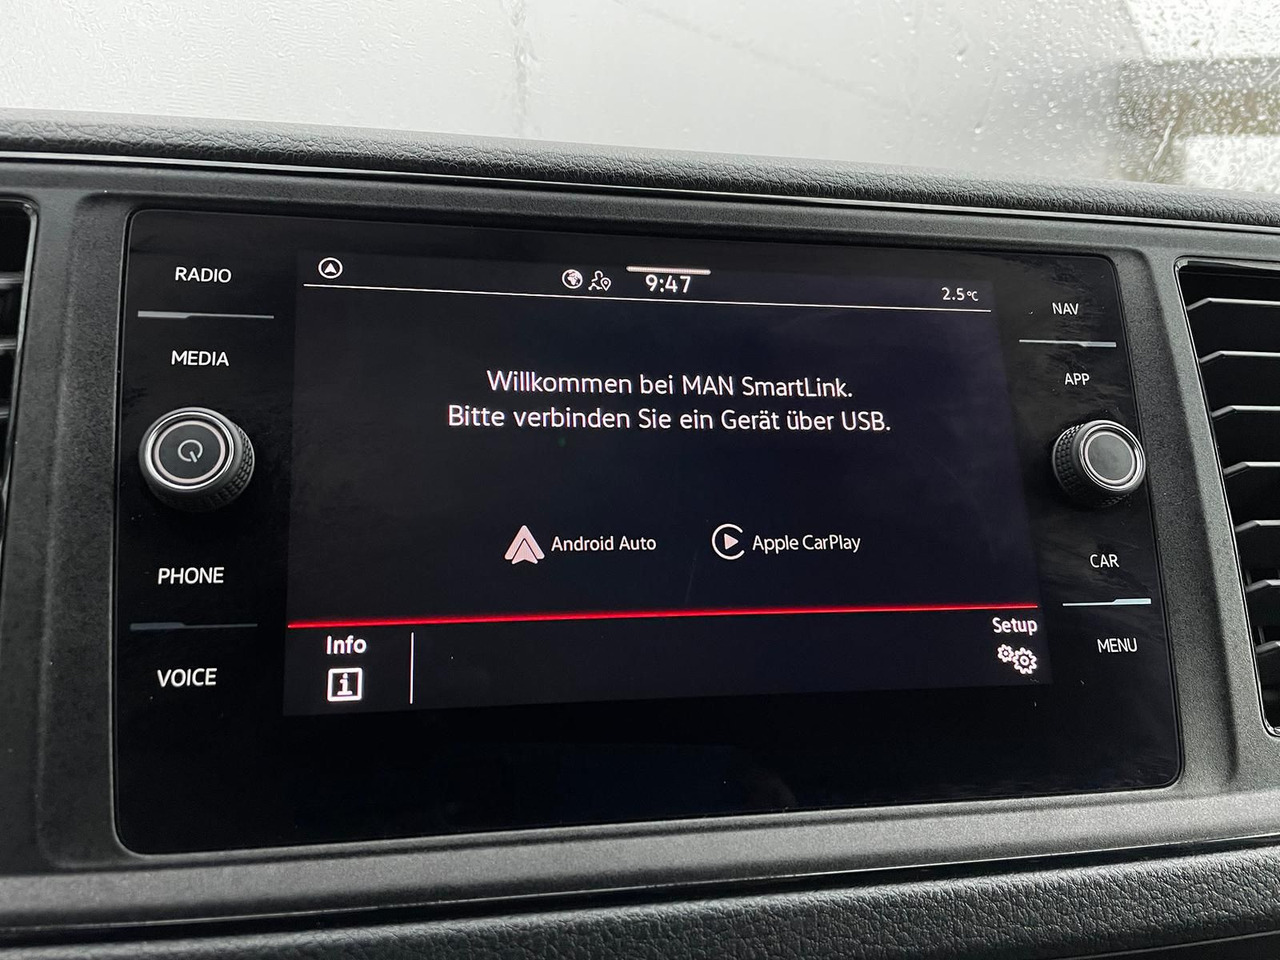 RADIO
MEDIA
PHONE
VOICE
9:47
2.5°C
Willkommen bei MAN SmartLink.
Bitte verbinden Sie ein Gerät über USB.
Android Auto
Apple CarPlay
Info
Setup
NAV
APP
CAR
MENU